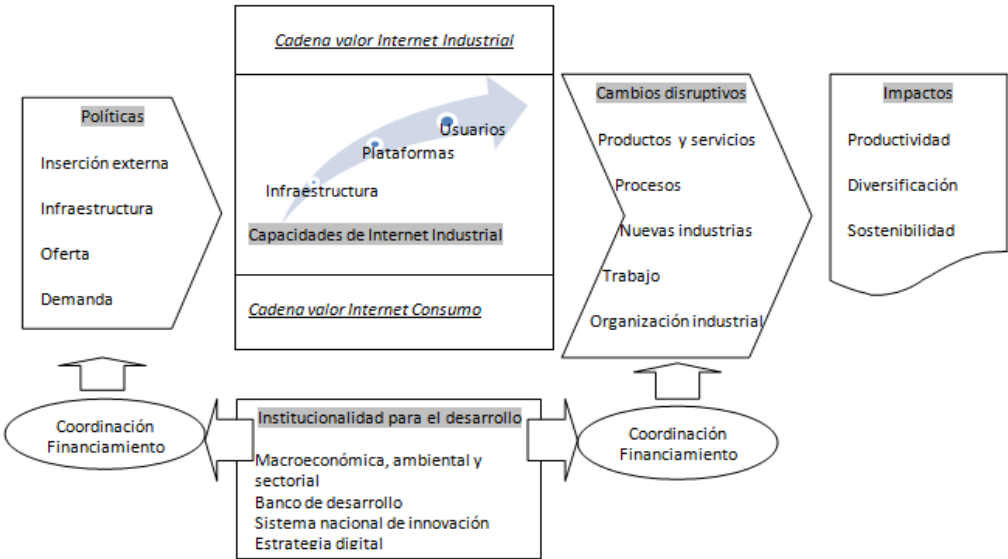 Cadena valor Internet Industrial
Políticas
Inserción externa
Infraestructura
Oferta
Demanda
Usuarios
Plataformas
Infraestructura
Capacidades de Internet Industrial
Cadena valor Internet Consumo
Cambios disruptivos
Productos y servicios
Procesos
Nuevas industrias
Trabajo
Organización industrial
Impactos
Productividad
Diversificación
Sostenibilidad
Coordinación
Financiamiento
Institucionalidad para el desarrollo
Macroeconómica, ambiental y
sectorial
Banco de desarrollo
Sistema nacional de innovación
Estrategia digital
Coordinación
Financiamiento